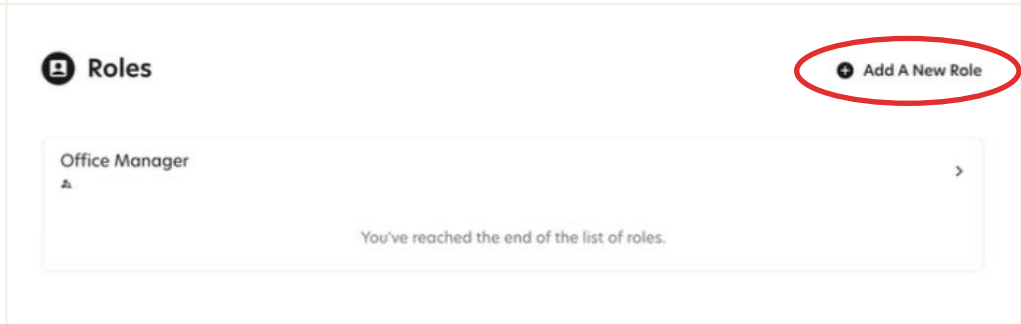 Roles
Add A New Role
Office Manager
You've reached the end of the list of roles.